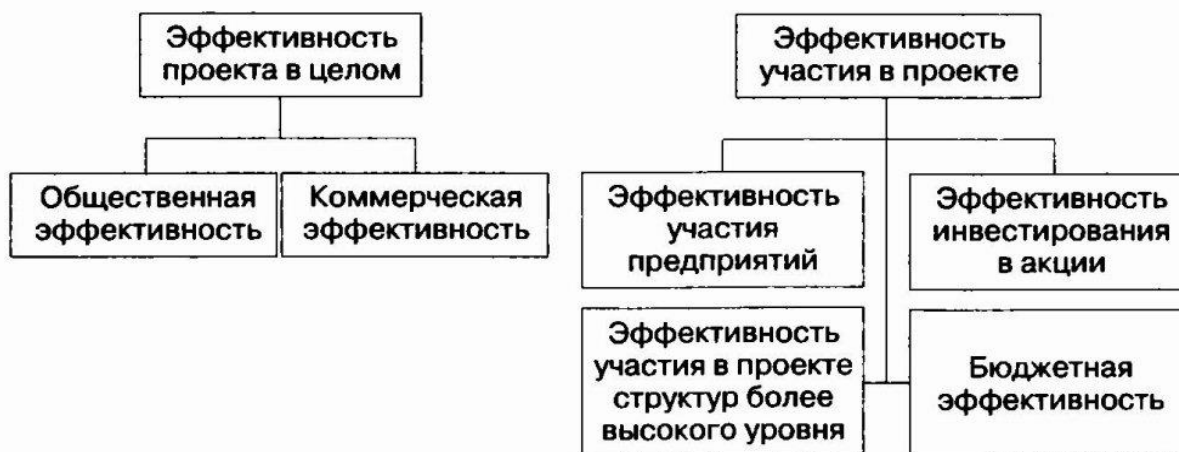 Эффективность
проекта в целом
Общественная
эффективность
Коммерческая
эффективность
Эффективность
участия в проекте
Эффективность
участия
предприятий
Эффективность
инвестирования
в акции
Эффективность
участия в проекте
структур более
высокого уровня
Бюджетная
эффективность